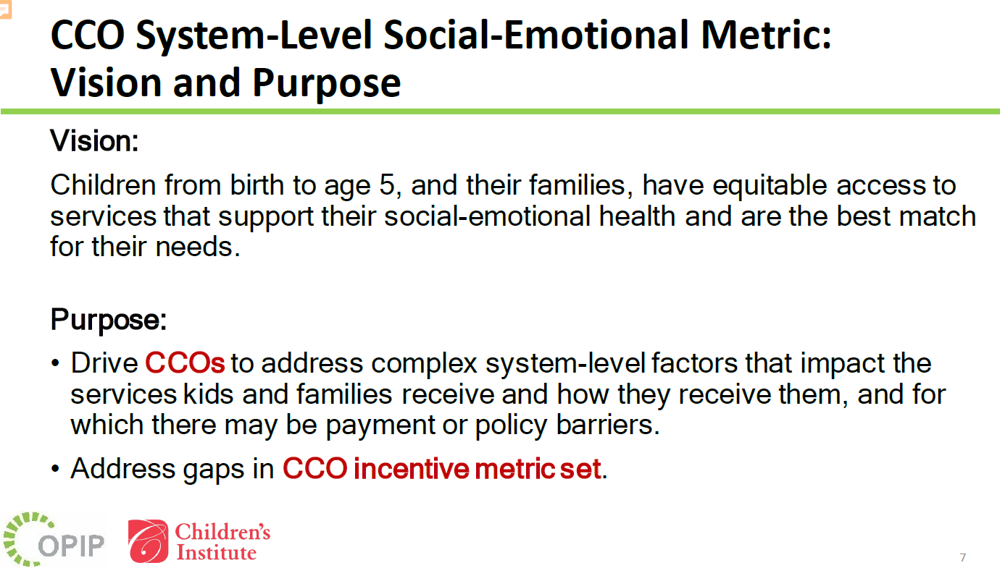 CCO System-Level Social-Emotional Metric:
Vision and Purpose
Vision:
Children from birth to age 5, and their families, have equitable access to
services that support their social-emotional health and are the best match
for their needs.
Purpose:
• Drive CCOs to address complex system-level factors that impact the
services kids and families receive and how they receive them, and for
which there may be payment or policy barriers.
• Address gaps in CCO incentive metric set.
OPIP
Children's
Institute
7